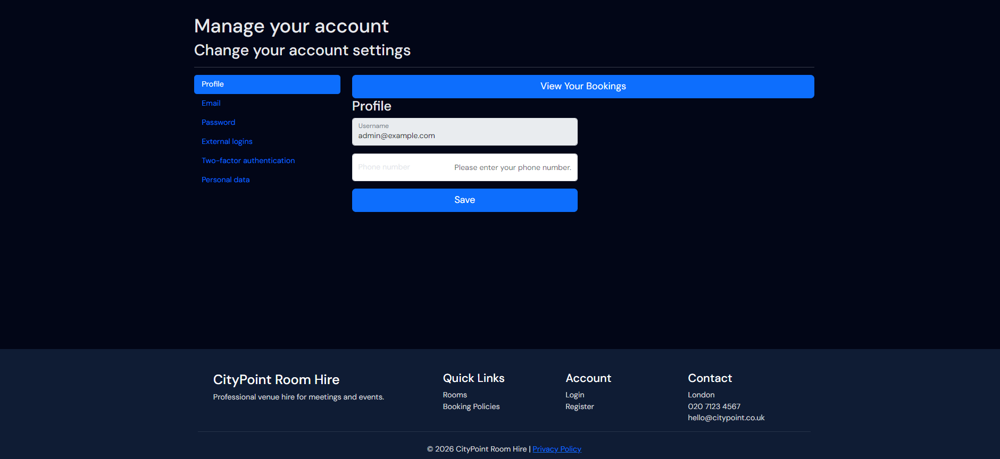 Manage your account
Change your account settings
Profile
Email
Password
External logins
Two-factor authentication
Personal data
View Your Bookings
Profile
Username
admin@example.com
Phone number
Please enter your phone number.
Save
CityPoint Room Hire
Professional venue hire for meetings and events.
Quick Links
Rooms
Booking Policies
Account
Login
Register
Contact
London
020 7123 4567
hello@citypoint.co.uk
© 2026 CityPoint Room Hire | Privacy Policy